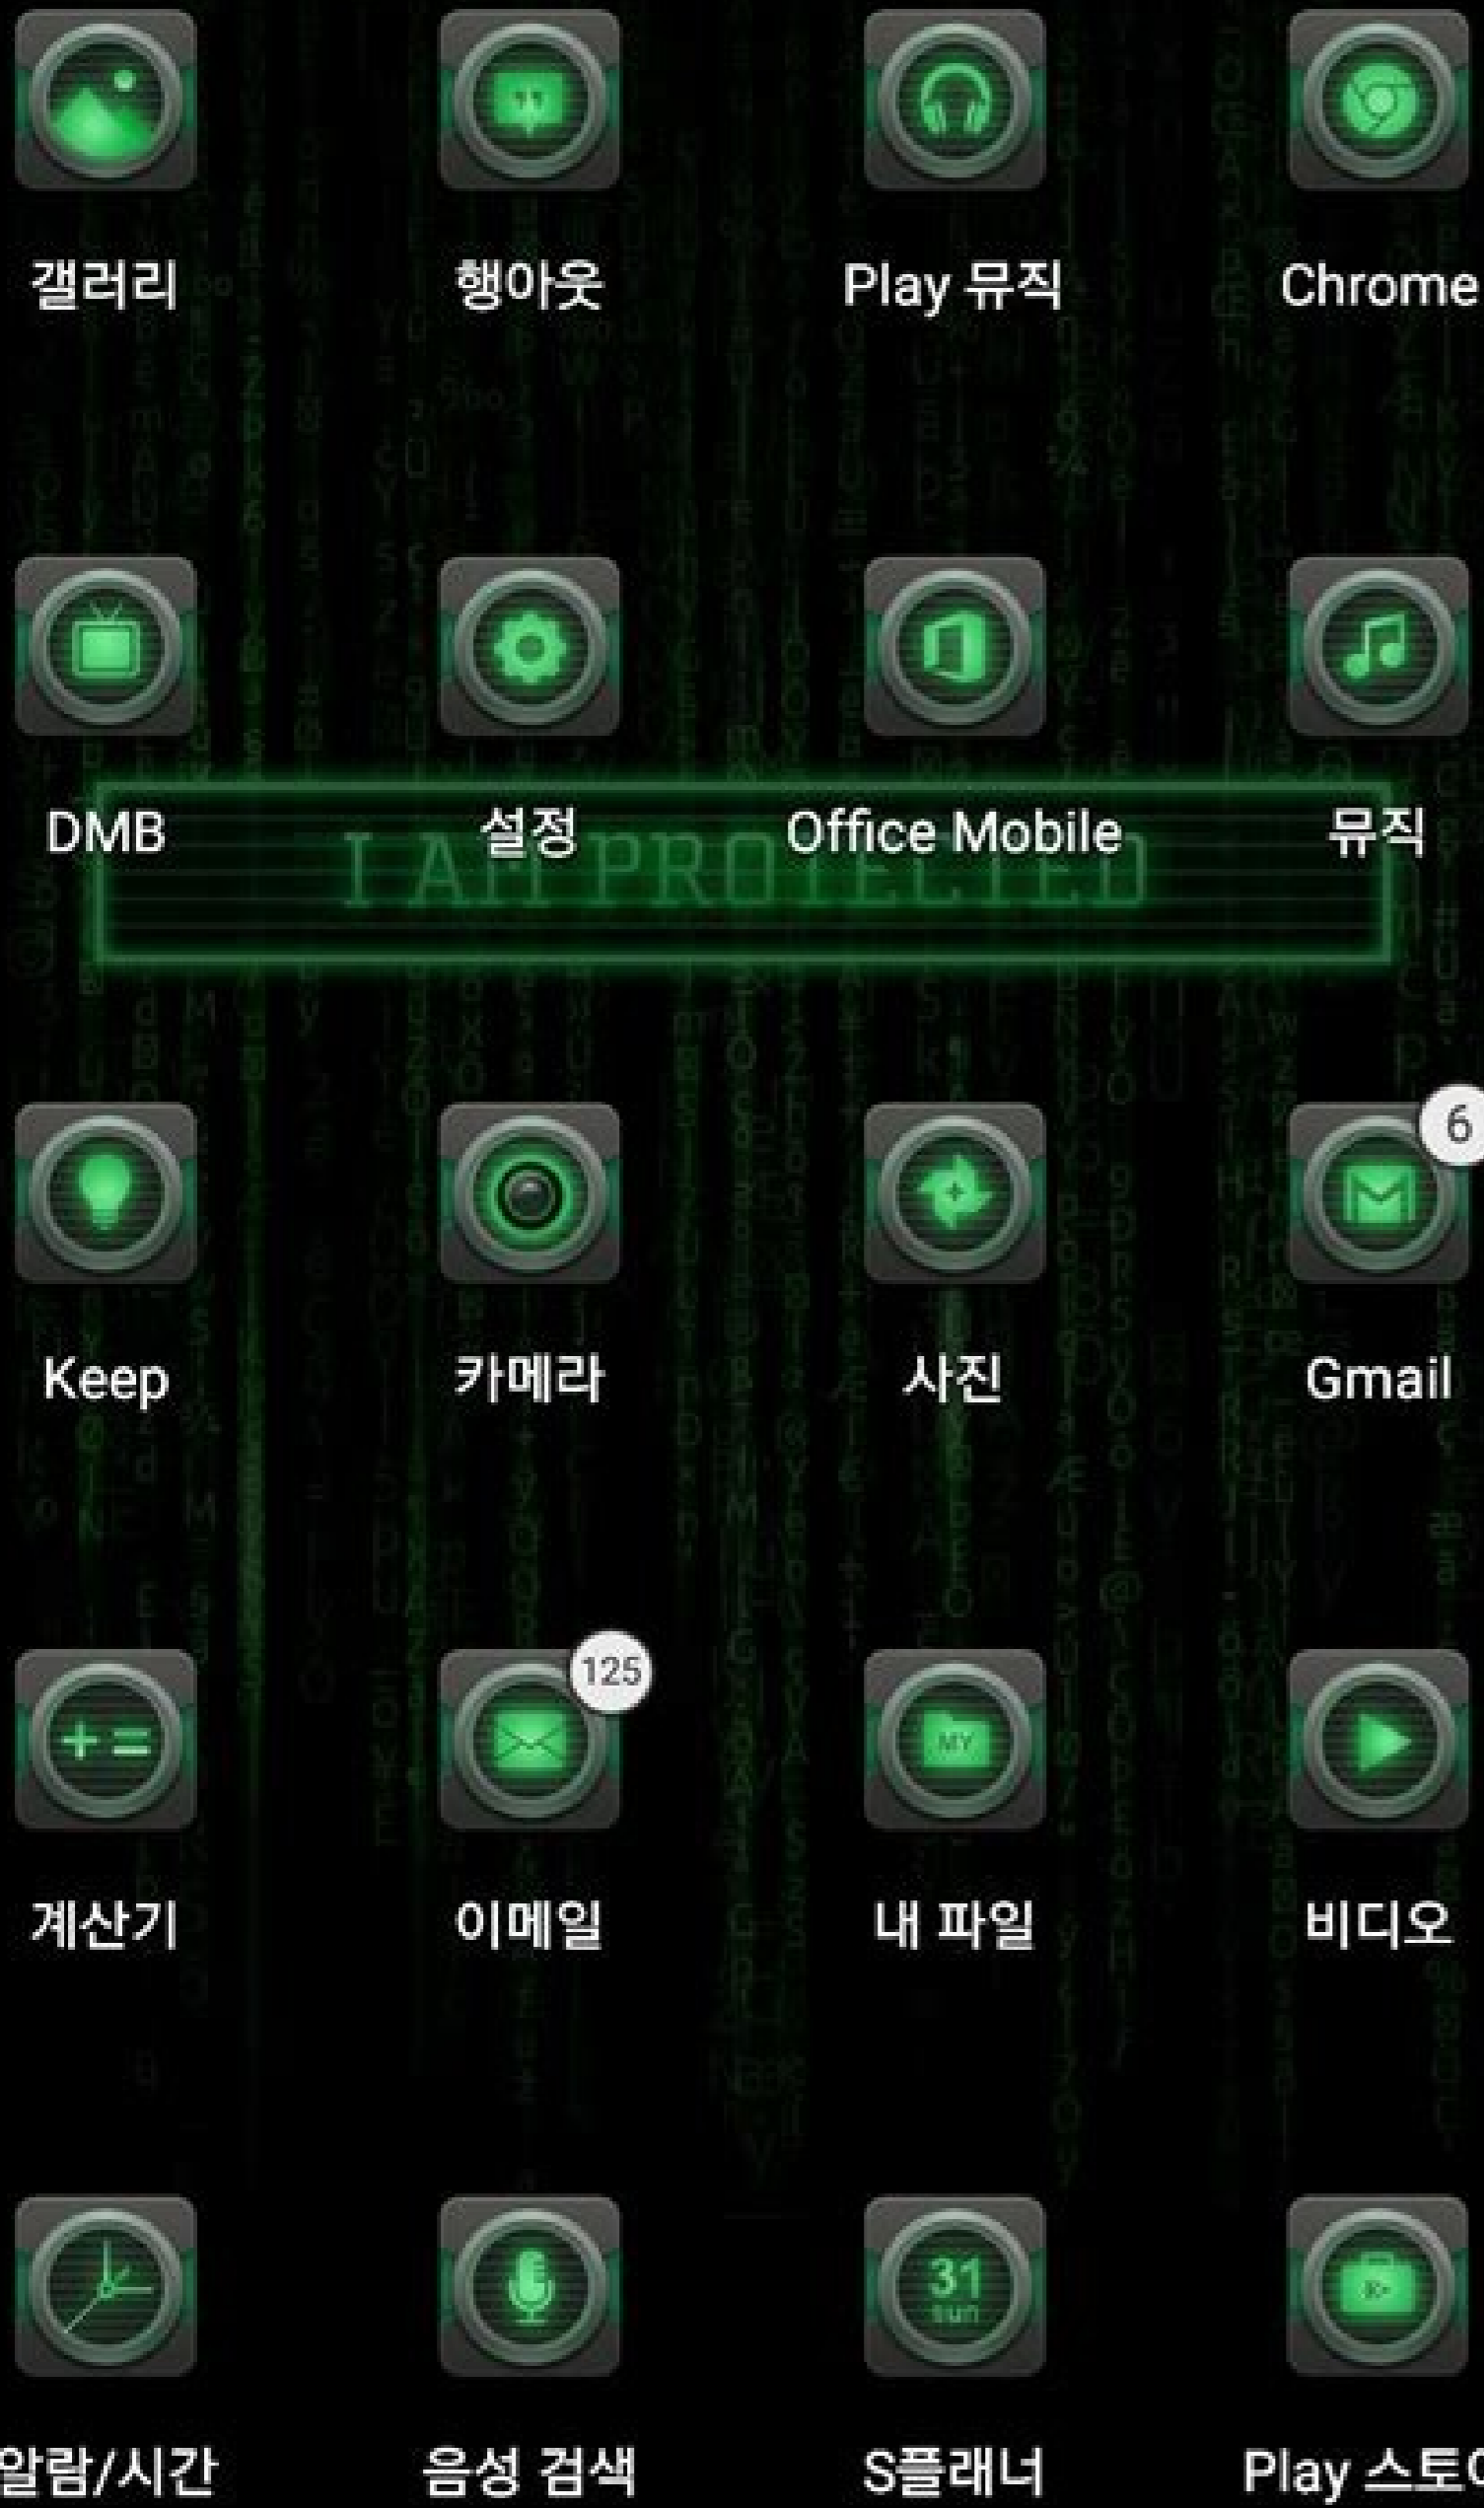 갤러리 행아웃 Play 뮤직 Chrome
DMB 설정 Office Mobile 뮤직
I AM PROTECTED
6
Keep 카메라 사진 Gmail
125
MY
계산기 이메일 내 파일 비디오
31
sun
알람/시간 음성 검색 S플래너 Play 스토